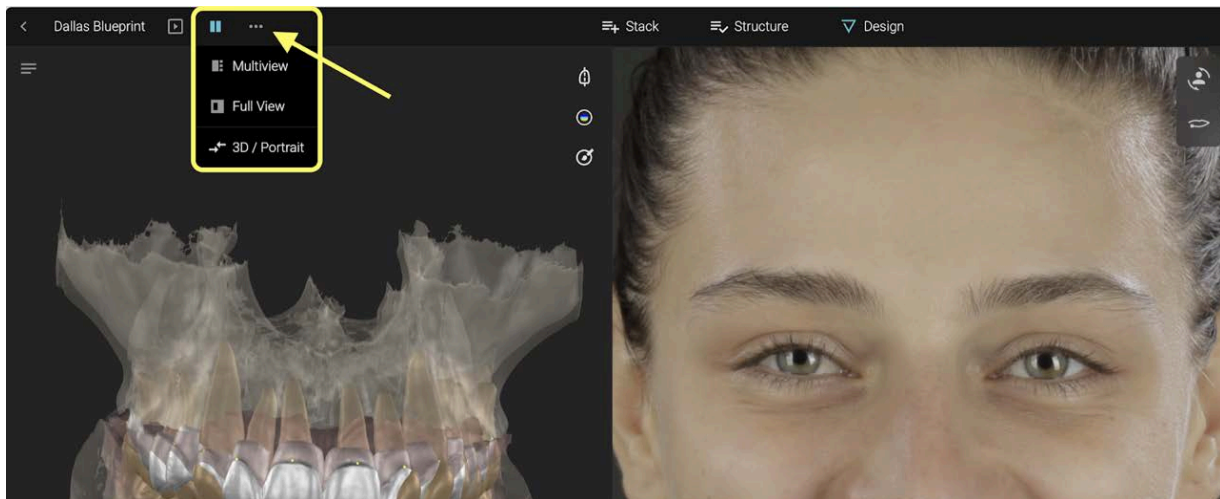 Dallas Blueprint
Stack
Structure
Design
Multiview
Full View
3D / Portrait